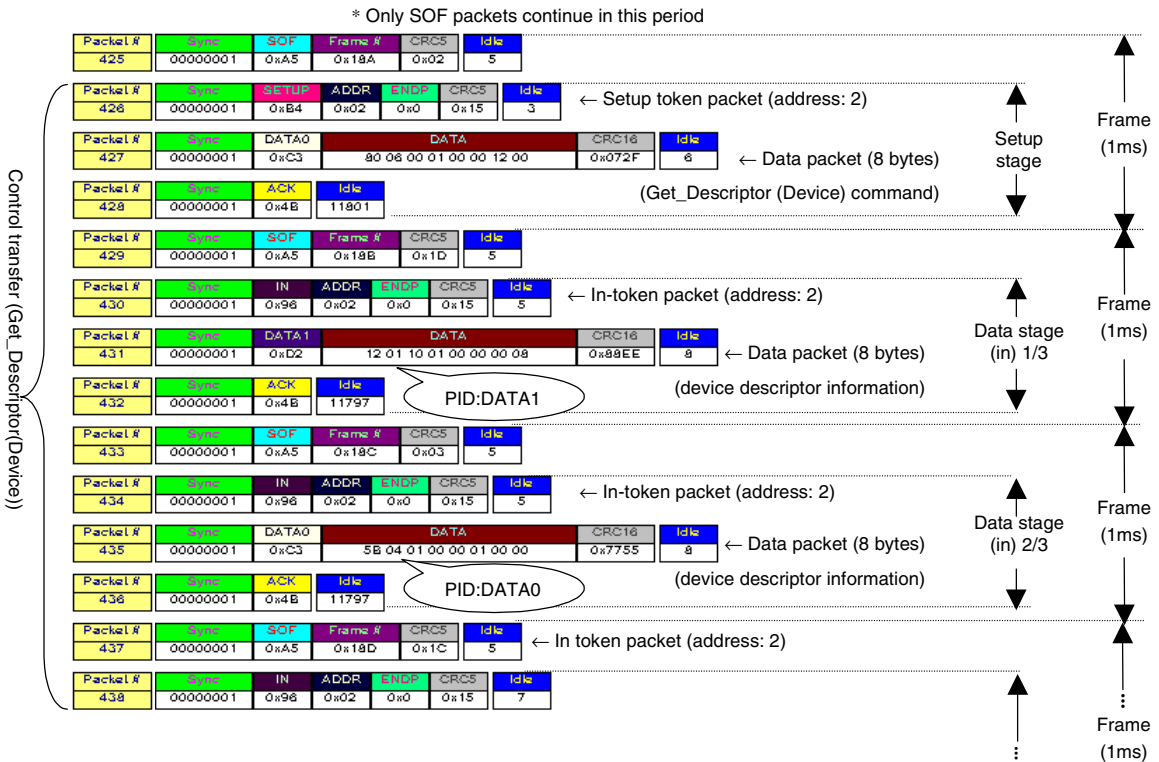 * Only SOF packets continue in this period
Packet # Sync SOF Frame # CRC5 Idle
425 00000001 0xA5 0x18A 0x02 5
Packet # Sync SETUP ADDR ENDP CRC5 Idle
426 00000001 0xB4 0x02 0x0 0x15 3
← Setup token packet (address: 2)
Packet # Sync DATA0 DATA CRC16 Idle
427 00000001 0xC3 80 06 00 01 00 00 12 00 0x072F 6
← Data packet (8 bytes)
Packet # Sync ACK Idle
428 00000001 0x4B 11801
(Get_Descriptor (Device) command)
Setup
stage
Frame
(1ms)
Packet # Sync SOF Frame # CRC5 Idle
429 00000001 0xA5 0x18B 0x1D 5
Packet # Sync IN ADDR ENDP CRC5 Idle
430 00000001 0x96 0x02 0x0 0x15 5
← In-token packet (address: 2)
Packet # Sync DATA1 DATA CRC16 Idle
431 00000001 0xD2 12 01 10 01 00 00 00 08 0x88EE 8
← Data packet (8 bytes)
Packet # Sync ACK Idle
432 00000001 0x4B 11797
PID:DATA1
(device descriptor information)
Data stage
(in) 1/3
Frame
(1ms)
Packet # Sync SOF Frame # CRC5 Idle
433 00000001 0xA5 0x18C 0x03 5
Packet # Sync IN ADDR ENDP CRC5 Idle
434 00000001 0x96 0x02 0x0 0x15 5
← In-token packet (address: 2)
Packet # Sync DATA0 DATA CRC16 Idle
435 00000001 0xC3 5B 04 01 00 00 01 00 00 0x7755 8
← Data packet (8 bytes)
Packet # Sync ACK Idle
436 00000001 0x4B 11797
PID:DATA0
(device descriptor information)
Data stage
(in) 2/3
Frame
(1ms)
Packet # Sync SOF Frame # CRC5 Idle
437 00000001 0xA5 0x18D 0x1C 5
← In token packet (address: 2)
Packet # Sync IN ADDR ENDP CRC5 Idle
438 00000001 0x96 0x02 0x0 0x15 7
Frame
(1ms)
Control transfer (Get_Descriptor(Device))